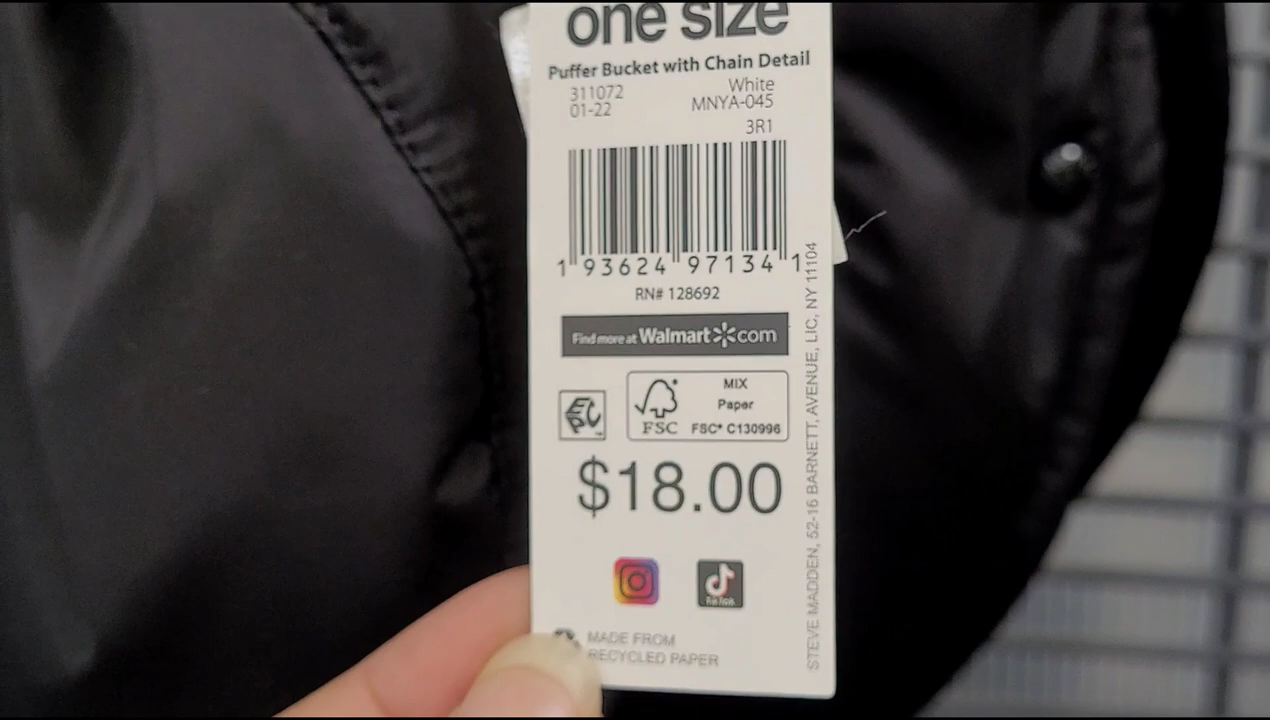 one size
Puffer Bucket with Chain Detail
311072 White
01-22 MNYA-045
3R1
1 93624 97134 1
RN# 128692
Find more at Walmart com
MIX
Paper
FSC FSC® C130996
$18.00
TikTok
MADE FROM
RECYCLED PAPER
STEVE MADDEN, 52-16 BARNETT, AVENUE, LIC, NY 11104